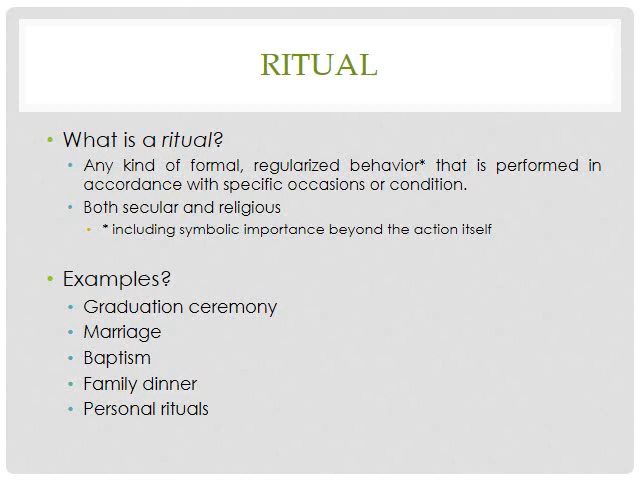 RITUAL
• What is a ritual?
• Any kind of formal, regularized behavior* that is performed in
accordance with specific occasions or condition.
• Both secular and religious
• * including symbolic importance beyond the action itself
• Examples?
• Graduation ceremony
• Marriage
• Baptism
• Family dinner
• Personal rituals